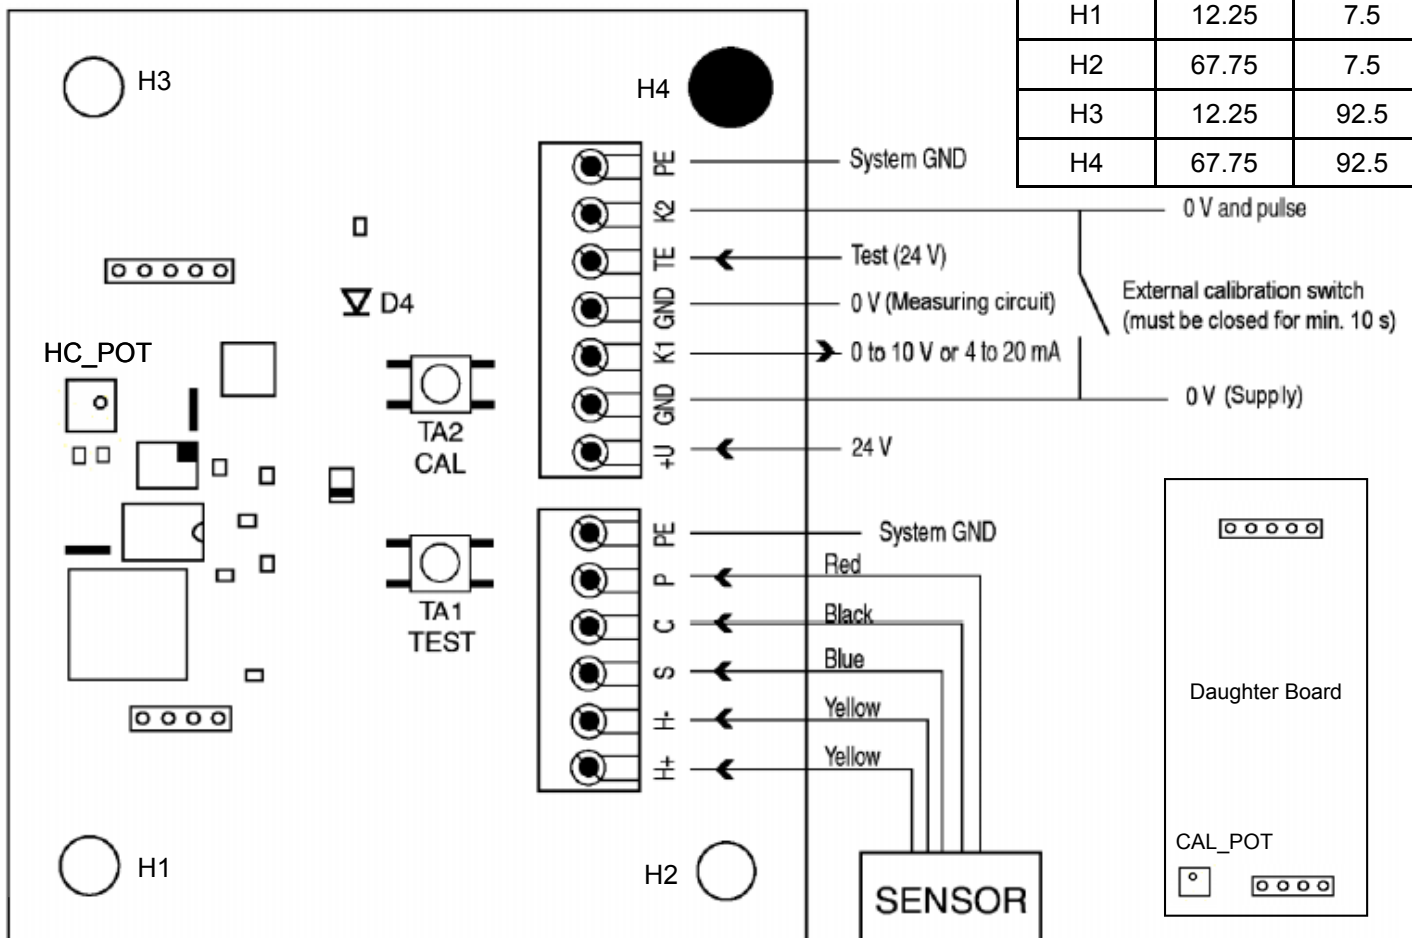 H1 12.25 7.5
H2 67.75 7.5
H3 12.25 92.5
H4 67.75 92.5
H3
H4
PE System GND
K2 0 V and pulse
TE Test (24 V)
GND 0 V (Measuring circuit)
External calibration switch
(must be closed for min. 10 s)
K1 0 to 10 V or 4 to 20 mA
GND 0 V (Supply)
+U 24 V
D4
HC_POT
TA2
CAL
PE System GND
P Red
C Black
S Blue
H- Yellow
H+ Yellow
TA1
TEST
Daughter Board
CAL_POT
H1
H2
SENSOR